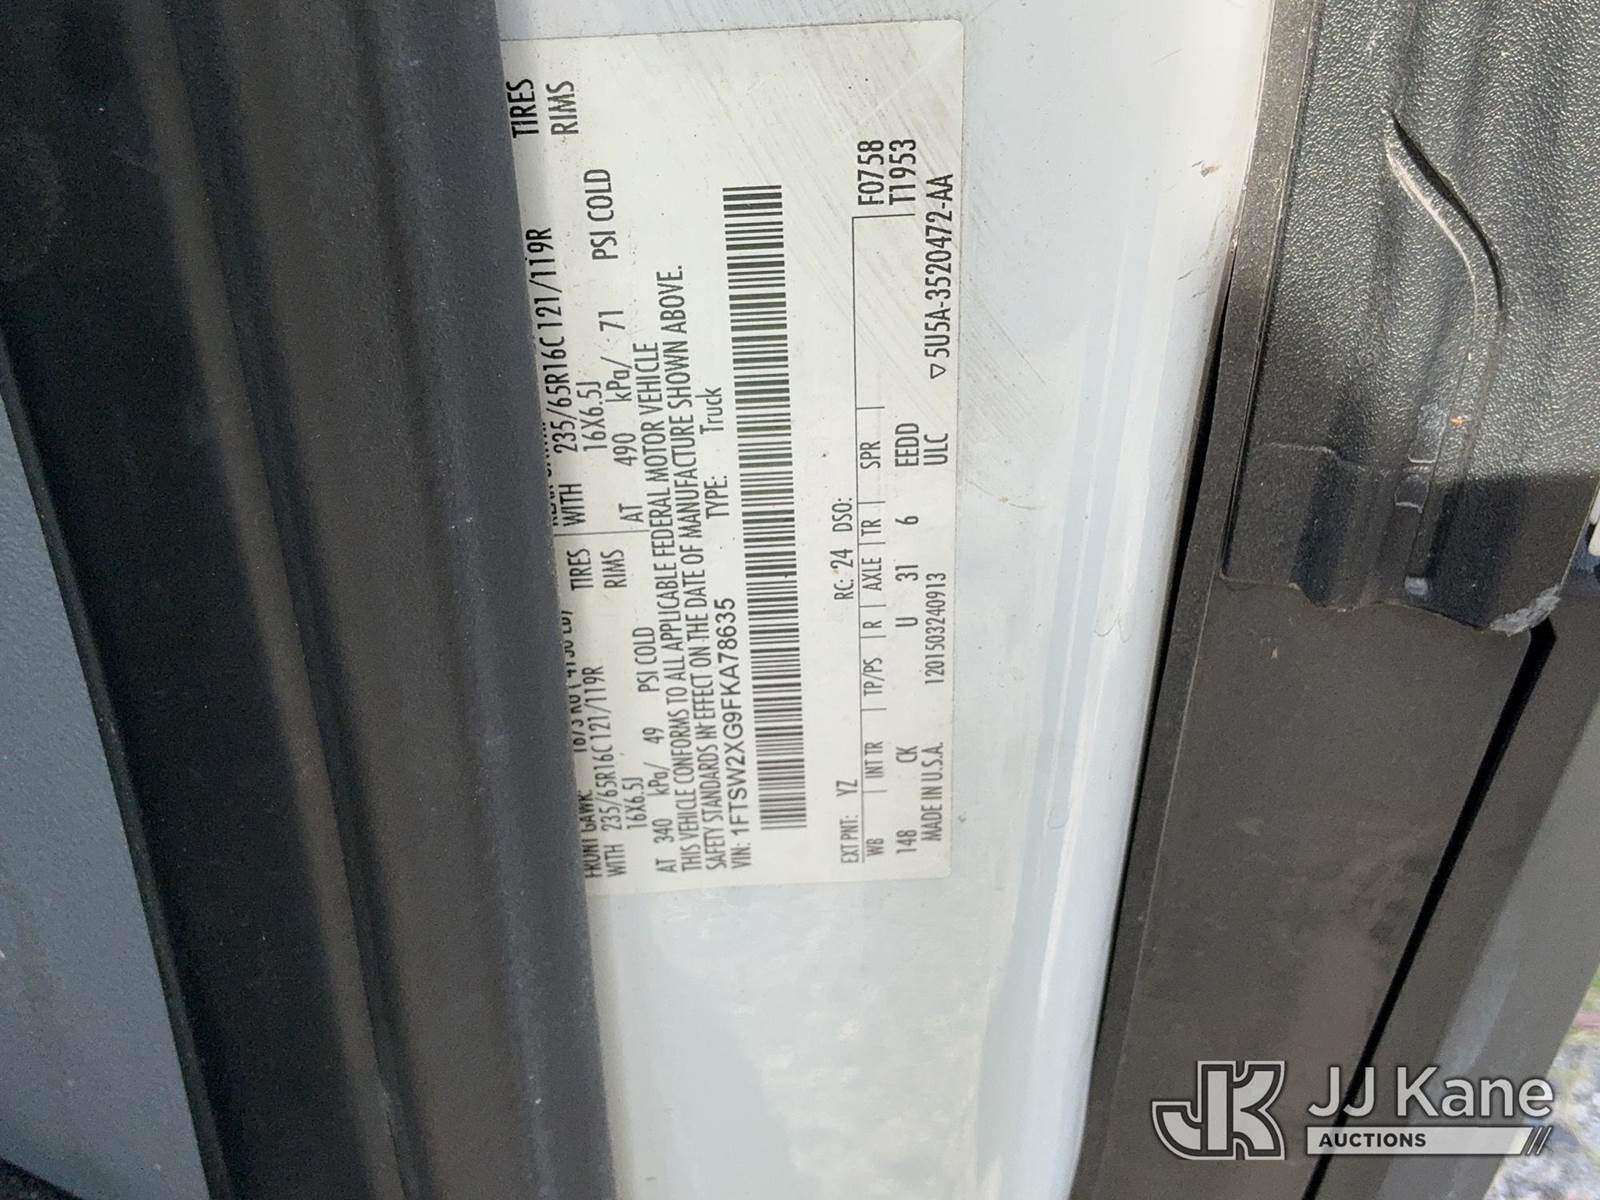 TIRES
RIMS
WITH 235/65R16C 121/119R TIRES
16X6.5J RIMS
AT 340 kPa/ 49 PSI COLD
WITH 235/65R16C 121/119R
16X6.5J
AT 490 kPa/ 71 PSI COLD
THIS VEHICLE CONFORMS TO ALL APPLICABLE FEDERAL MOTOR VEHICLE
SAFETY STANDARDS IN EFFECT ON THE DATE OF MANUFACTURE SHOWN ABOVE.
VIN: 1FTSW2XG9FKA78635 TYPE: Truck
F0758
T1953
EXT PNT: YZ RC: 24 DSO:
WB INT TR TP/PS R AXLE TR SPR
148 CK U 31 6 EEDD
MADE IN U.S.A. 1201503240913 ULC
▽5U5A-3520472-AA
JK JJ Kane
AUCTIONS